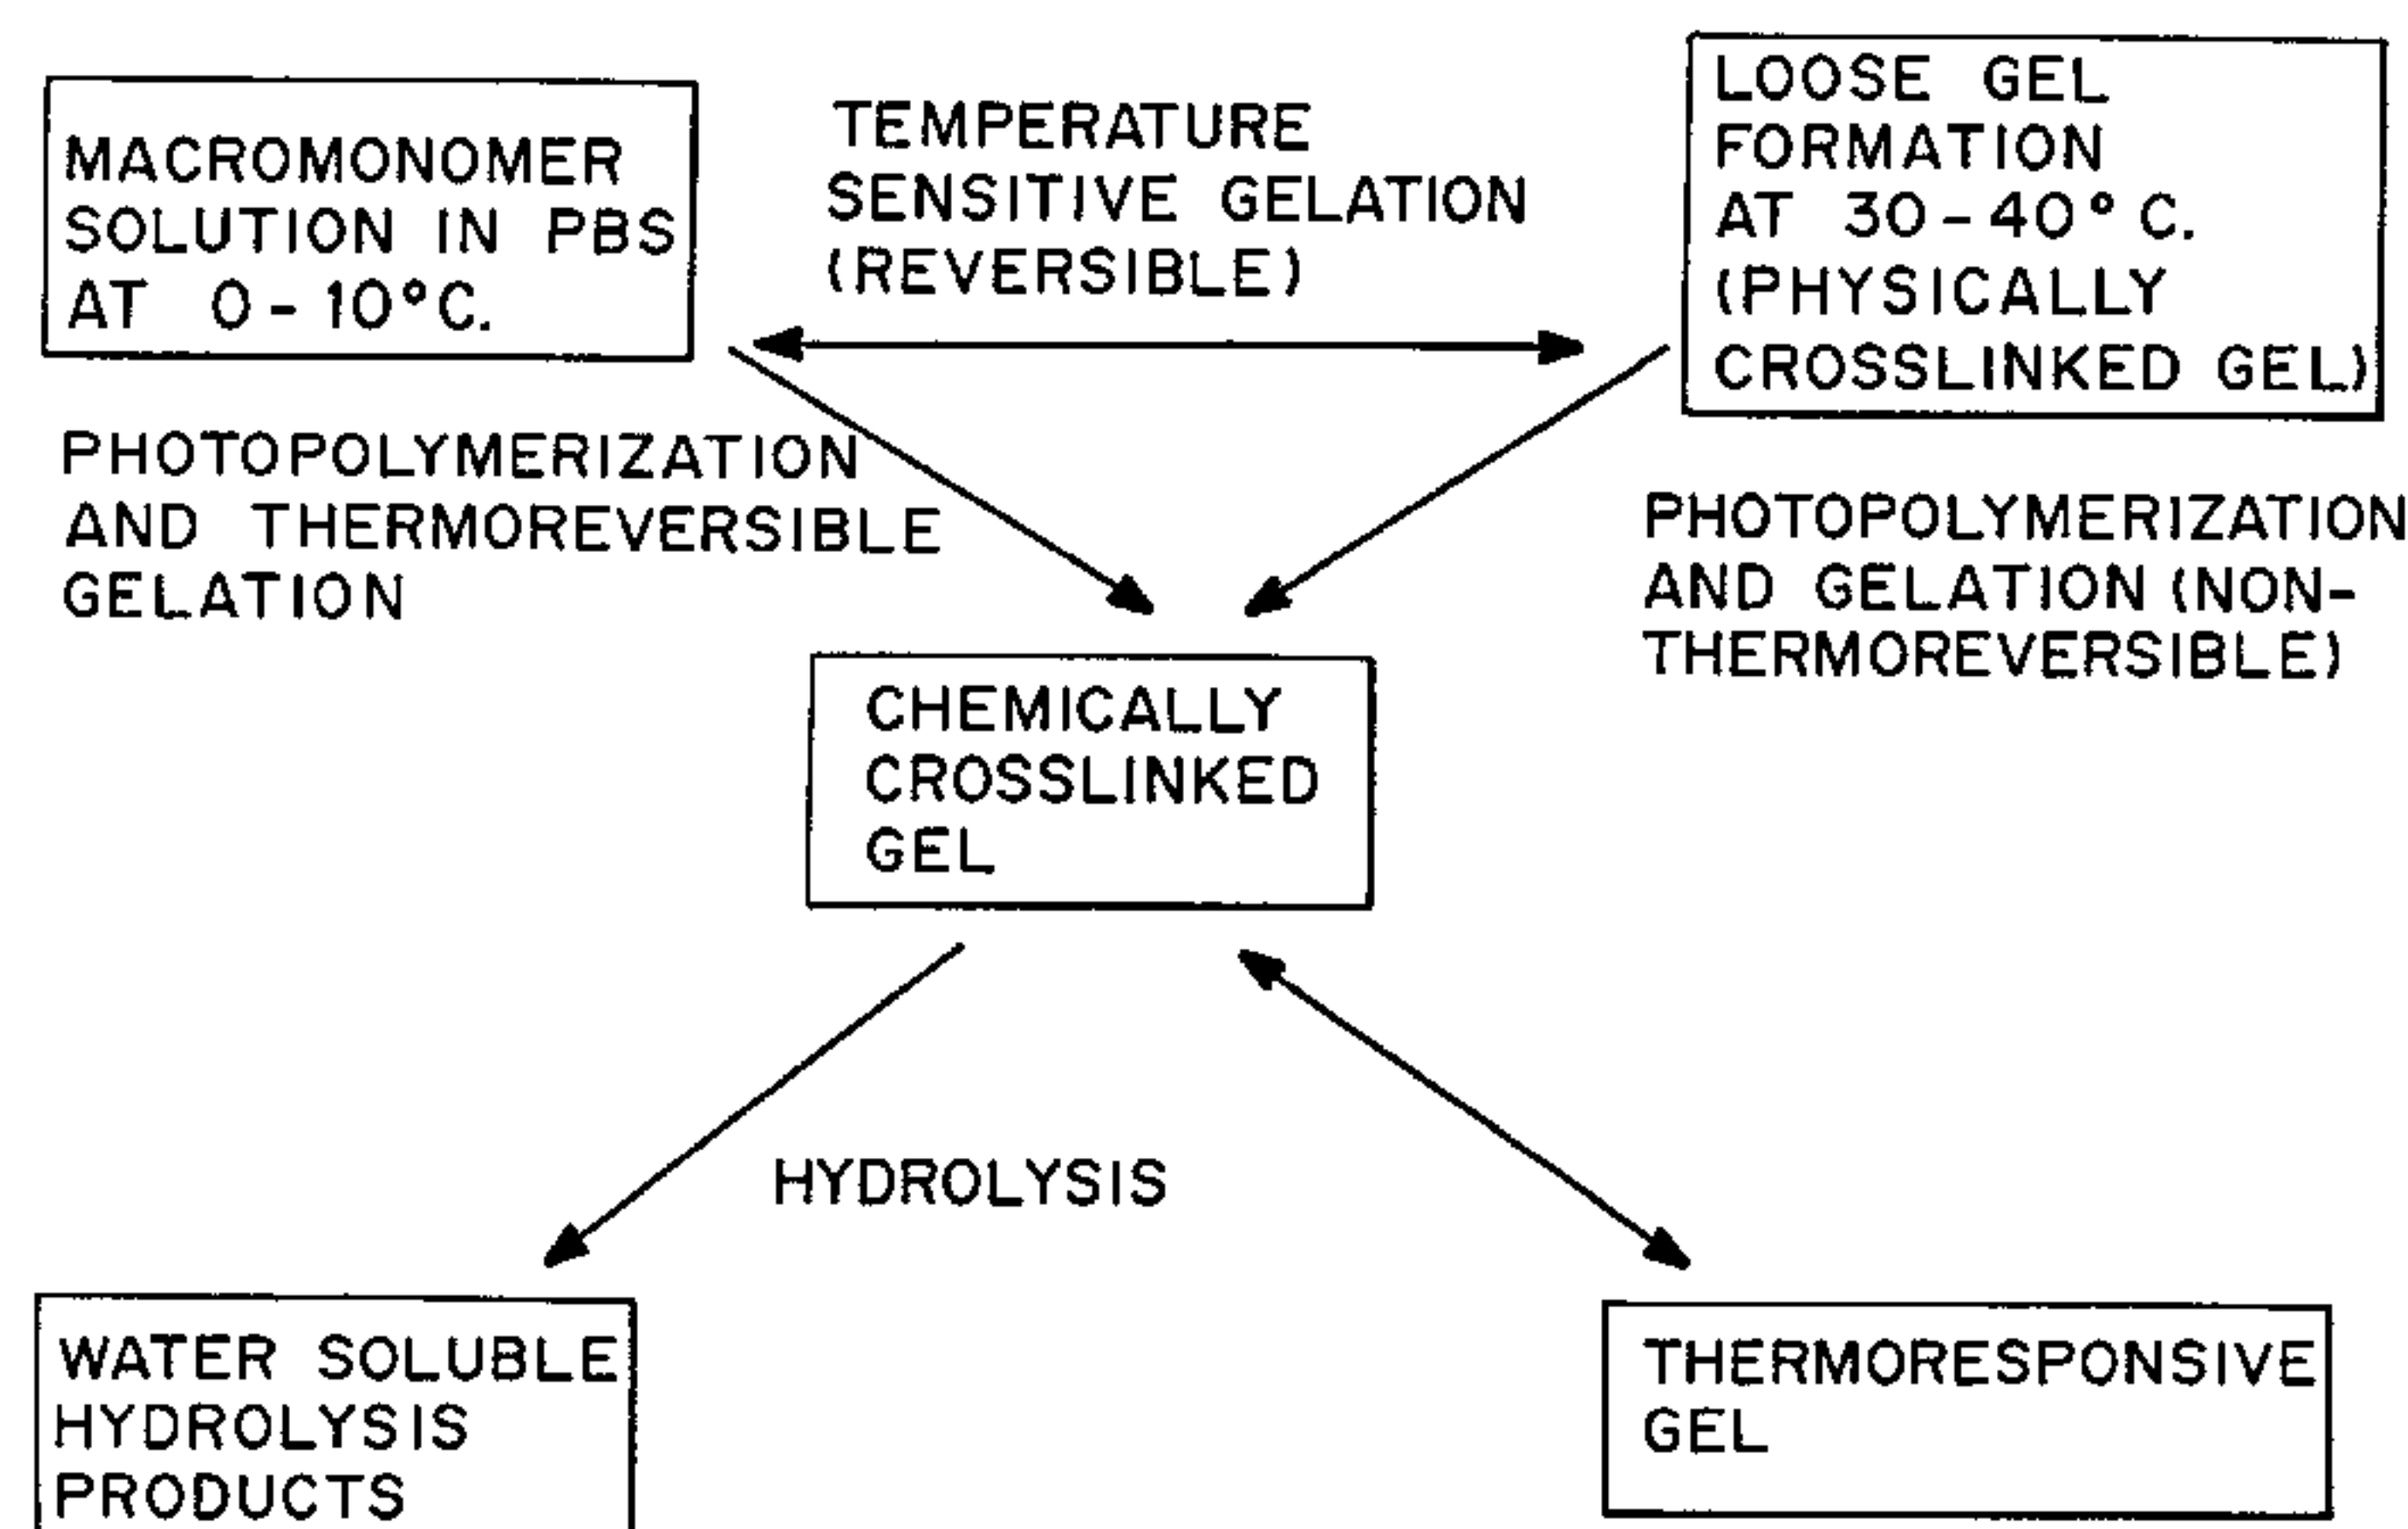 MACROMONOMER
SOLUTION IN PBS
AT 0-10°C.
TEMPERATURE
SENSITIVE GELATION
(REVERSIBLE)
LOOSE GEL
FORMATION
AT 30-40°C.
(PHYSICALLY
CROSSLINKED GEL)
PHOTOPOLYMERIZATION
AND THERMOREVERSIBLE
GELATION
PHOTOPOLYMERIZATION
AND GELATION (NON-
THERMOREVERSIBLE)
CHEMICALLY
CROSSLINKED
GEL
HYDROLYSIS
WATER SOLUBLE
HYDROLYSIS
PRODUCTS
THERMORESPONSIVE
GEL